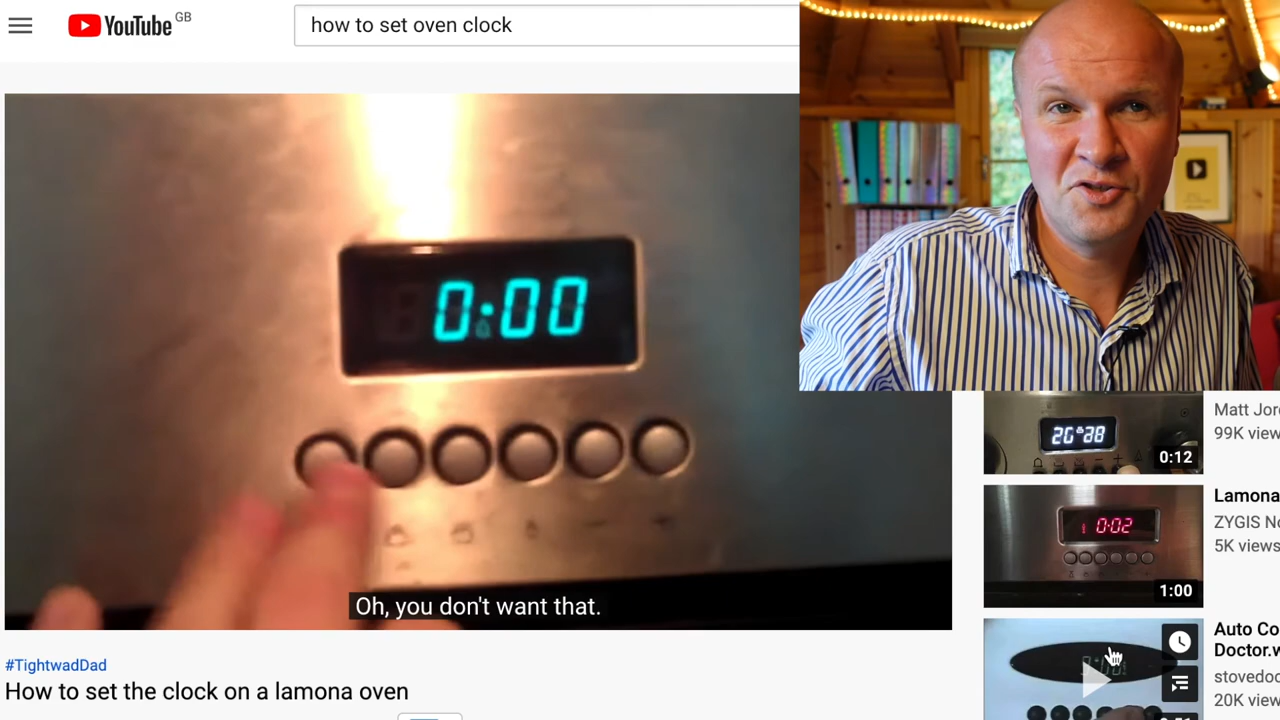 YouTube GB
how to set oven clock
0:00
Oh, you don't want that.
#TightwadDad
How to set the clock on a lamona oven
20:28
0:12
Matt Jor
99K view
0:02
1:00
Lamona
ZYGIS No
5K views
Auto Co
Doctor.w
stovedoc
20K view